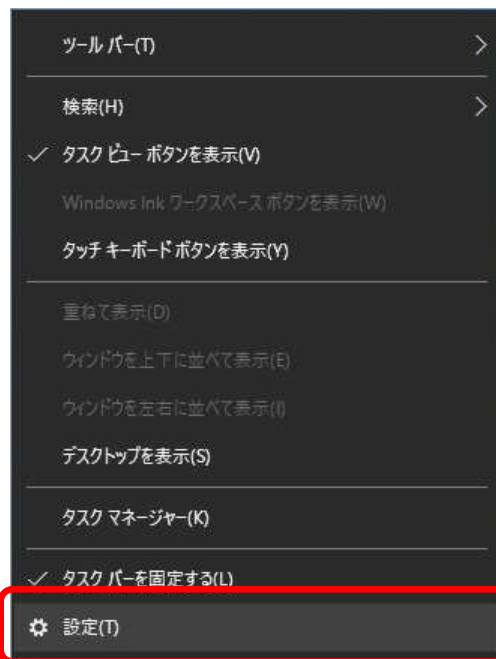 ツール バー(T)
検索(H)
タスク ビュー ボタンを表示(V)
Windows Ink ワークスペース ボタンを表示(W)
タッチ キーボード ボタンを表示(Y)
重ねて表示(D)
ウィンドウを上下に並べて表示(E)
ウィンドウを左右に並べて表示(I)
デスクトップを表示(S)
タスク マネージャー(K)
タスク バーを固定する(L)
設定(T)